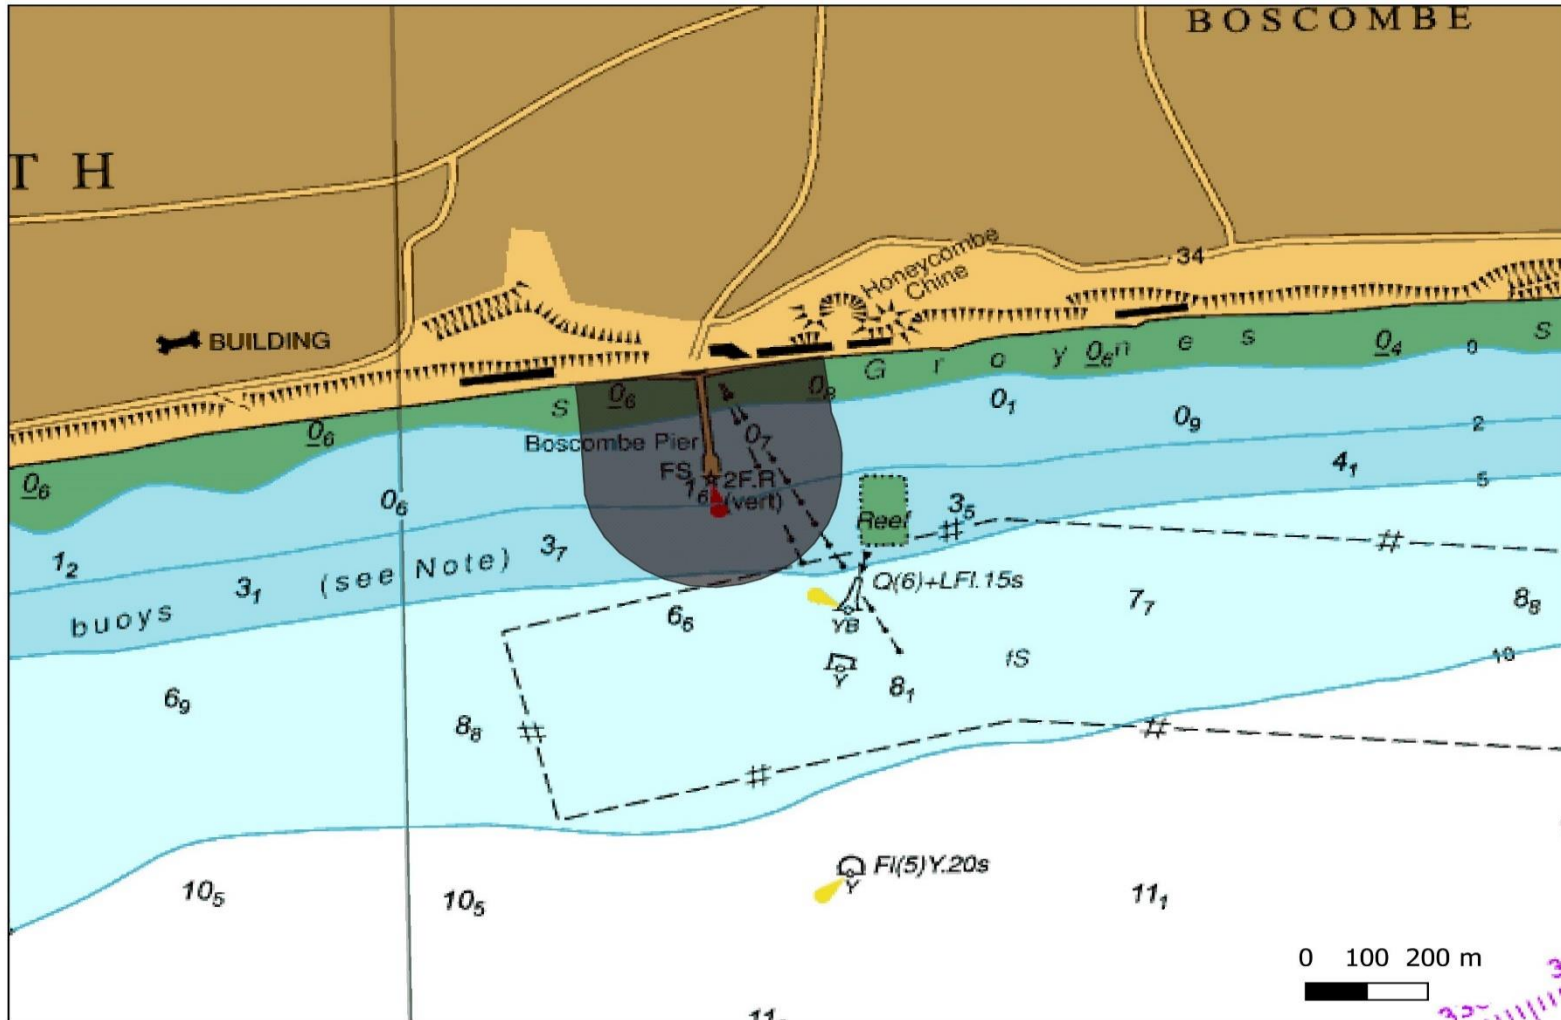 BOSCOMBE
T H
Honeycombe
Chine
34
BUILDING
S
0₄
0
0₆
G r o y 0₆ n e s
S
0₆
0₁
0₉
2
Boscombe Pier
0₇
0₆
FS
2F.R
(vert)
1₆
4₁
5
0₆
3₅
Reef
1₂
3₇
(see Note)
3₁
Q(6)+LFl.15s
buoys
6₆
YB
7₇
8₈
fS
10
Y
8₁
6₉
8₈
Fl(5)Y.20s
Y
10₅
10₅
11₁
0 100 200 m